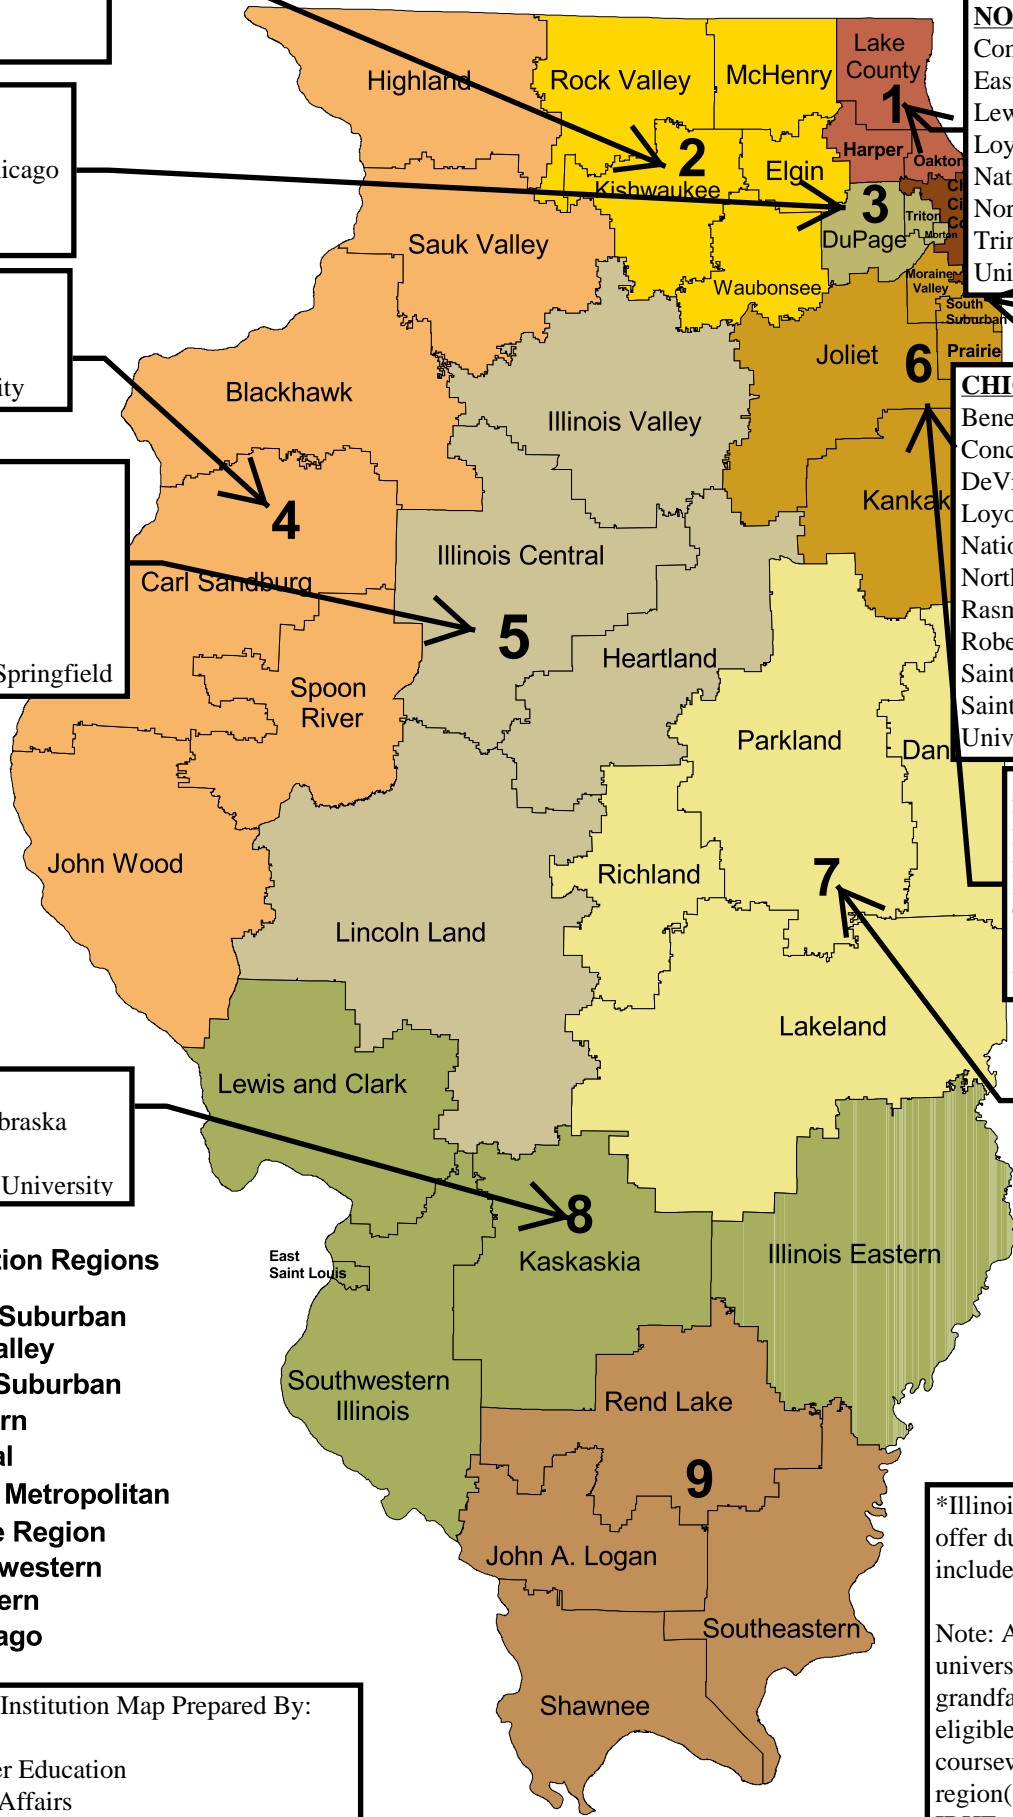 NO
Con
East
Lew
Loy
Nati
Nor
Trin
Uni
icago
ity
Springfield
braska
University
Highland
Rock Valley
McHenry
Lake
County
1
Harper
Oakton
2
Elgin
Kishwaukee
3
DuPage
Triton
Morton
Ch
Ci
Co
Sauk Valley
Waubonsee
Moraine
Valley
South
Suburban
Joliet
6
Prairie
Blackhawk
Illinois Valley
CHI
Bene
Conc
DeV
Loyo
Natio
North
Rasm
Robe
Saint
Saint
Univ
Kankak
4
Carl Sandburg
Illinois Central
5
Heartland
Spoon
River
Parkland
Dan
John Wood
Richland
7
Lincoln Land
Lakeland
Lewis and Clark
8
Kaskaskia
Illinois Eastern
East
Saint Louis
Southwestern
Illinois
Rend Lake
9
John A. Logan
Southeastern
Shawnee
tion Regions
Suburban
alley
Suburban
rn
al
Metropolitan
e Region
western
ern
ago
Institution Map Prepared By:
er Education
Affairs
*Illinoi
offer du
include
Note: A
univers
grandfa
eligible
coursew
region(